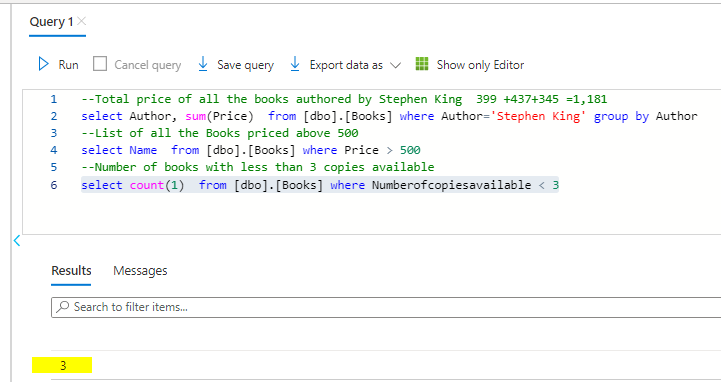 Query 1
Run Cancel query Save query Export data as Show only Editor
1 --Total price of all the books authored by Stephen King  399 +437+345 =1,181
2 select Author, sum(Price)  from [dbo].[Books] where Author='Stephen King' group by Author
3 --List of all the Books priced above 500
4 select Name  from [dbo].[Books] where Price > 500
5 --Number of books with less than 3 copies available
6 select count(1)  from [dbo].[Books] where Numberofcopiesavailable < 3
Results Messages
Search to filter items...
3